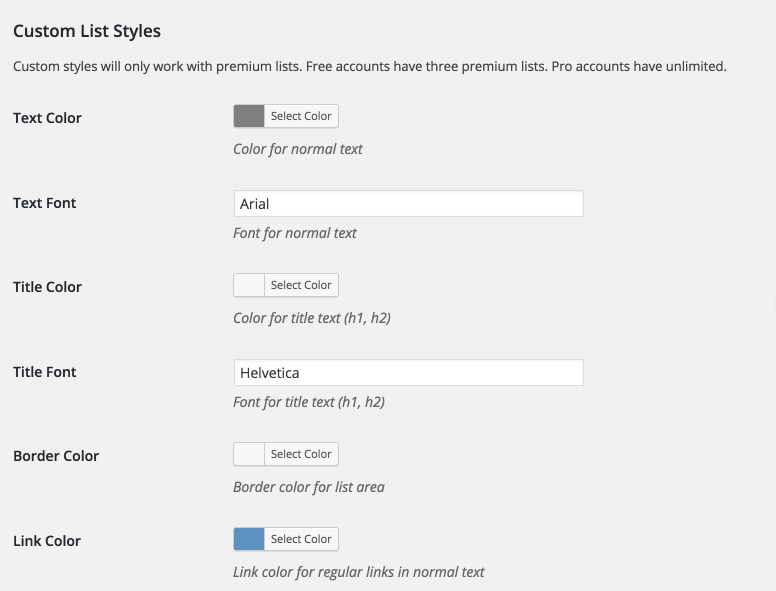 Custom List Styles
Custom styles will only work with premium lists. Free accounts have three premium lists. Pro accounts have unlimited.
Text Color
Select Color
Color for normal text
Text Font
Arial
Font for normal text
Title Color
Select Color
Color for title text (h1, h2)
Title Font
Helvetica
Font for title text (h1, h2)
Border Color
Select Color
Border color for list area
Link Color
Select Color
Link color for regular links in normal text